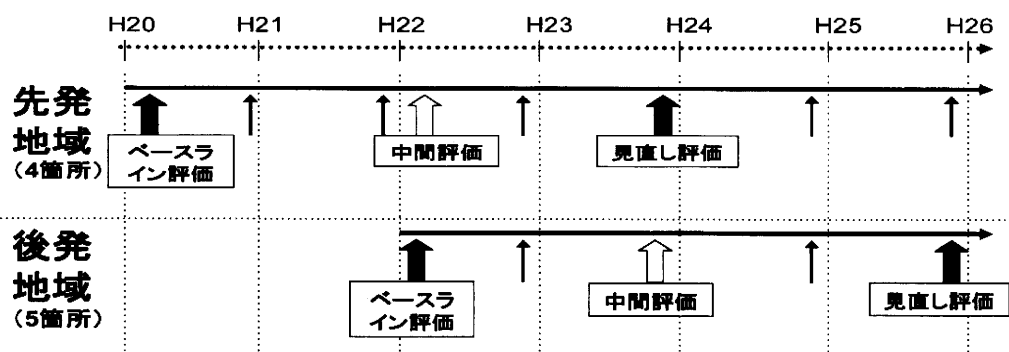 H20 H21 H22 H23 H24 H25 H26
先発
地域
(4箇所)
ベースラ
イン評価
中間評価
見直し評価
後発
地域
(5箇所)
ベースラ
イン評価
中間評価
見直し評価